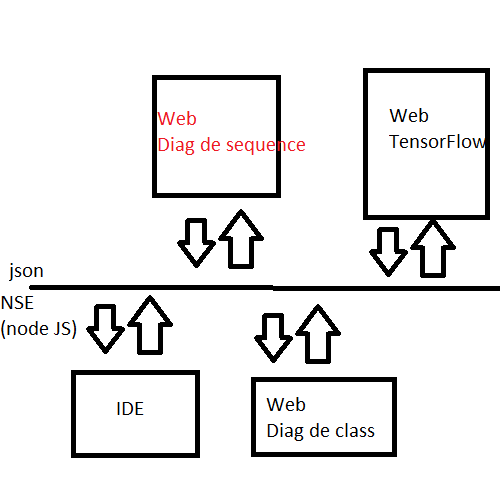 Web
Diag de sequence
Web
TensorFlow
json
NSE
(node JS)
IDE
Web
Diag de class